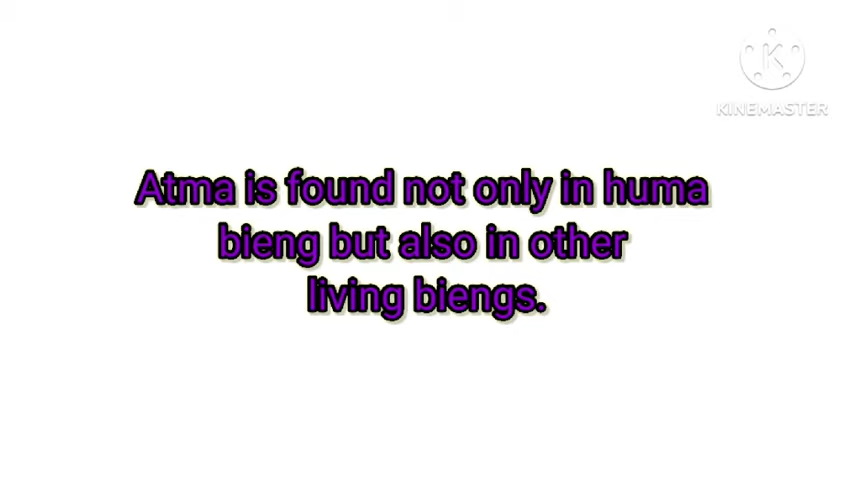 KINEMASTER
Atma is found not only in huma
bieng but also in other
living biengs.